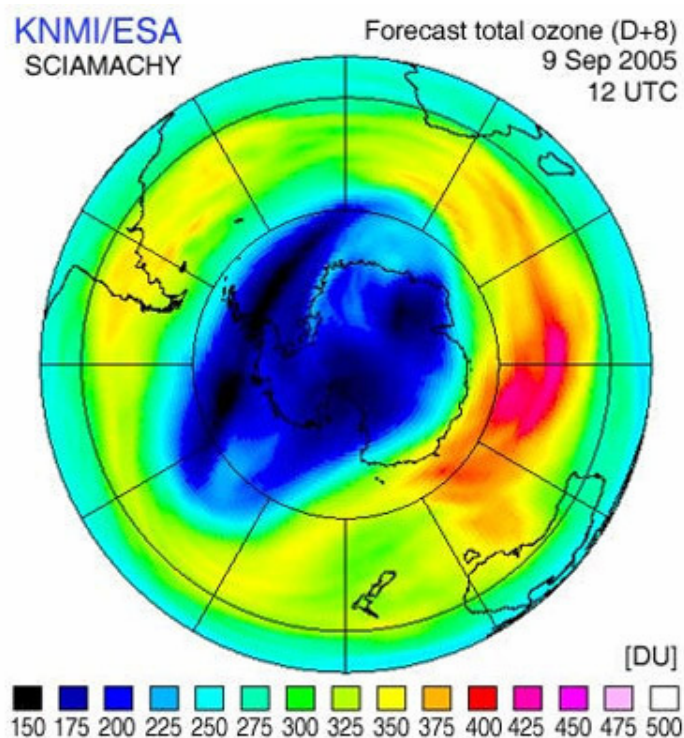 KNMI/ESA
SCIAMACHY
Forecast total ozone (D+8)
9 Sep 2005
12 UTC
[DU]
150 175 200 225 250 275 300 325 350 375 400 425 450 475 500